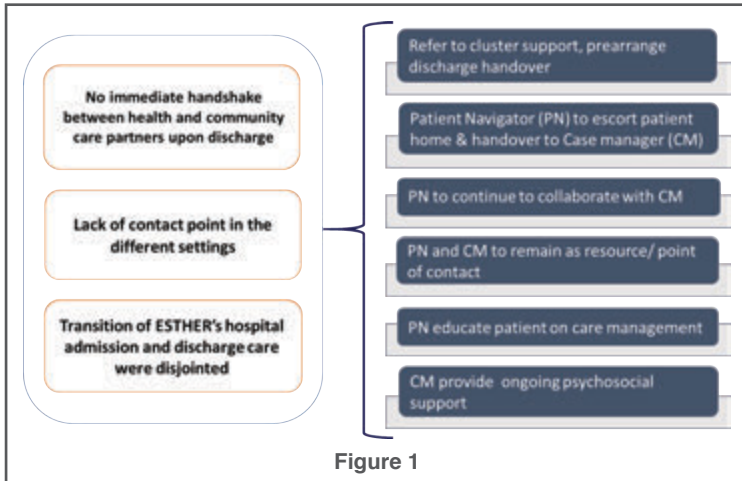 No immediate handshake
between health and community
care partners upon discharge
Lack of contact point in the
different settings
Transition of ESTHER's hospital
admission and discharge care
were disjointed
Refer to cluster support, prearrange
discharge handover
Patient Navigator (PN) to escort patient
home & handover to Case manager (CM)
PN to continue to collaborate with CM
PN and CM to remain as resource/ point
of contact
PN educate patient on care management
CM provide ongoing psychosocial
support
Figure 1